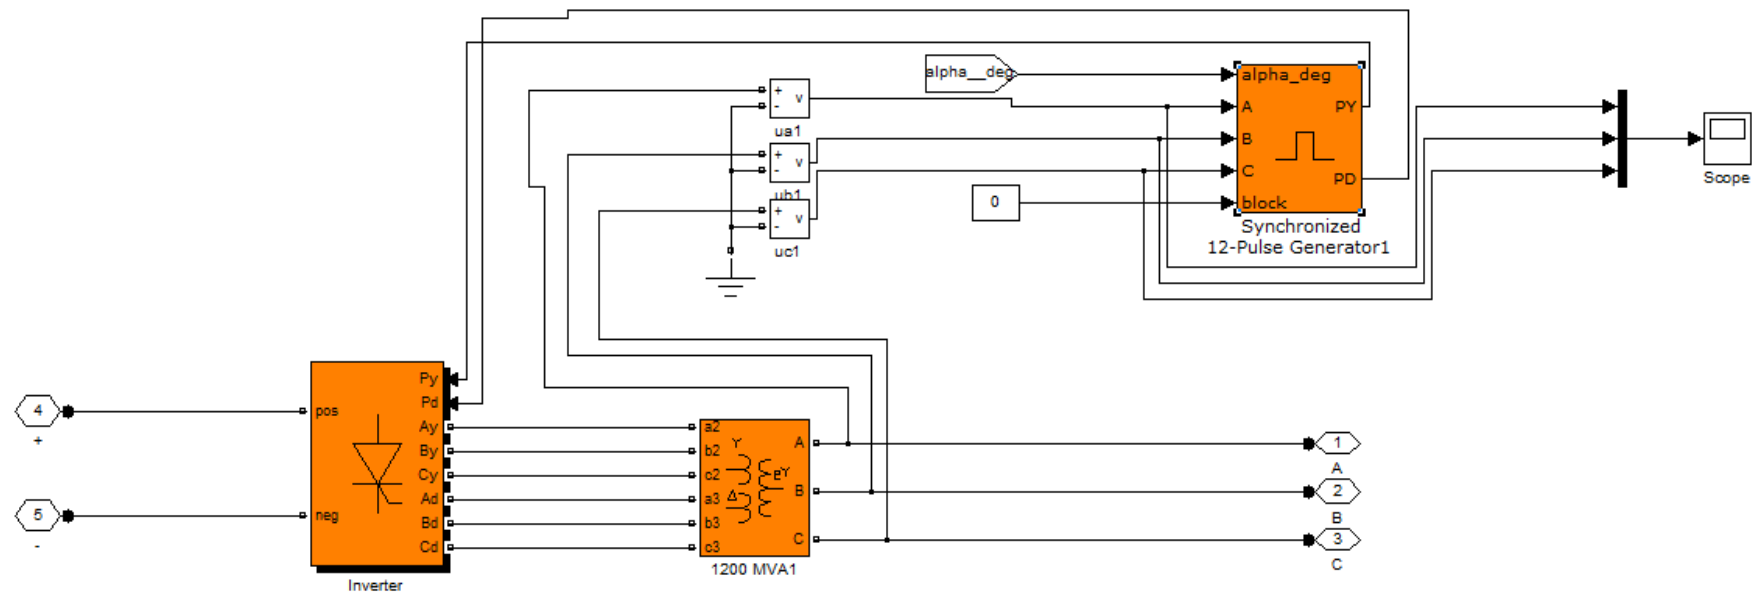 alpha__deg
alpha_deg
A
B
C
block
PY
PD
Synchronized
12-Pulse Generator1
+
-
v
ua1
+
-
v
ub1
+
-
v
uc1
0
Scope
4
+
5
-
pos
neg
Py
Pd
Ay
By
Cy
Ad
Bd
Cd
Inverter
a2
b2
c2
a3
b3
c3
Y
Δ
A
B
C
1200 MVA1
1
A
2
B
3
C